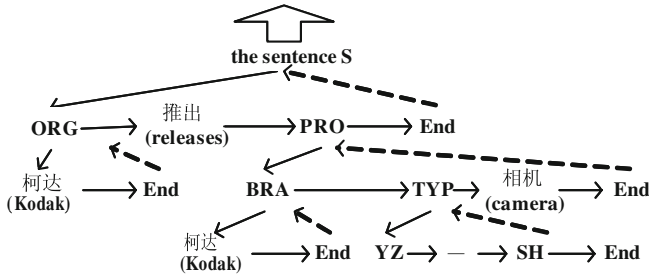 the sentence S
推出
ORG (releases) PRO End
柯达
(Kodak) End BRA TYP 相机 End
(camera)
柯达
(Kodak) End YZ — SH End